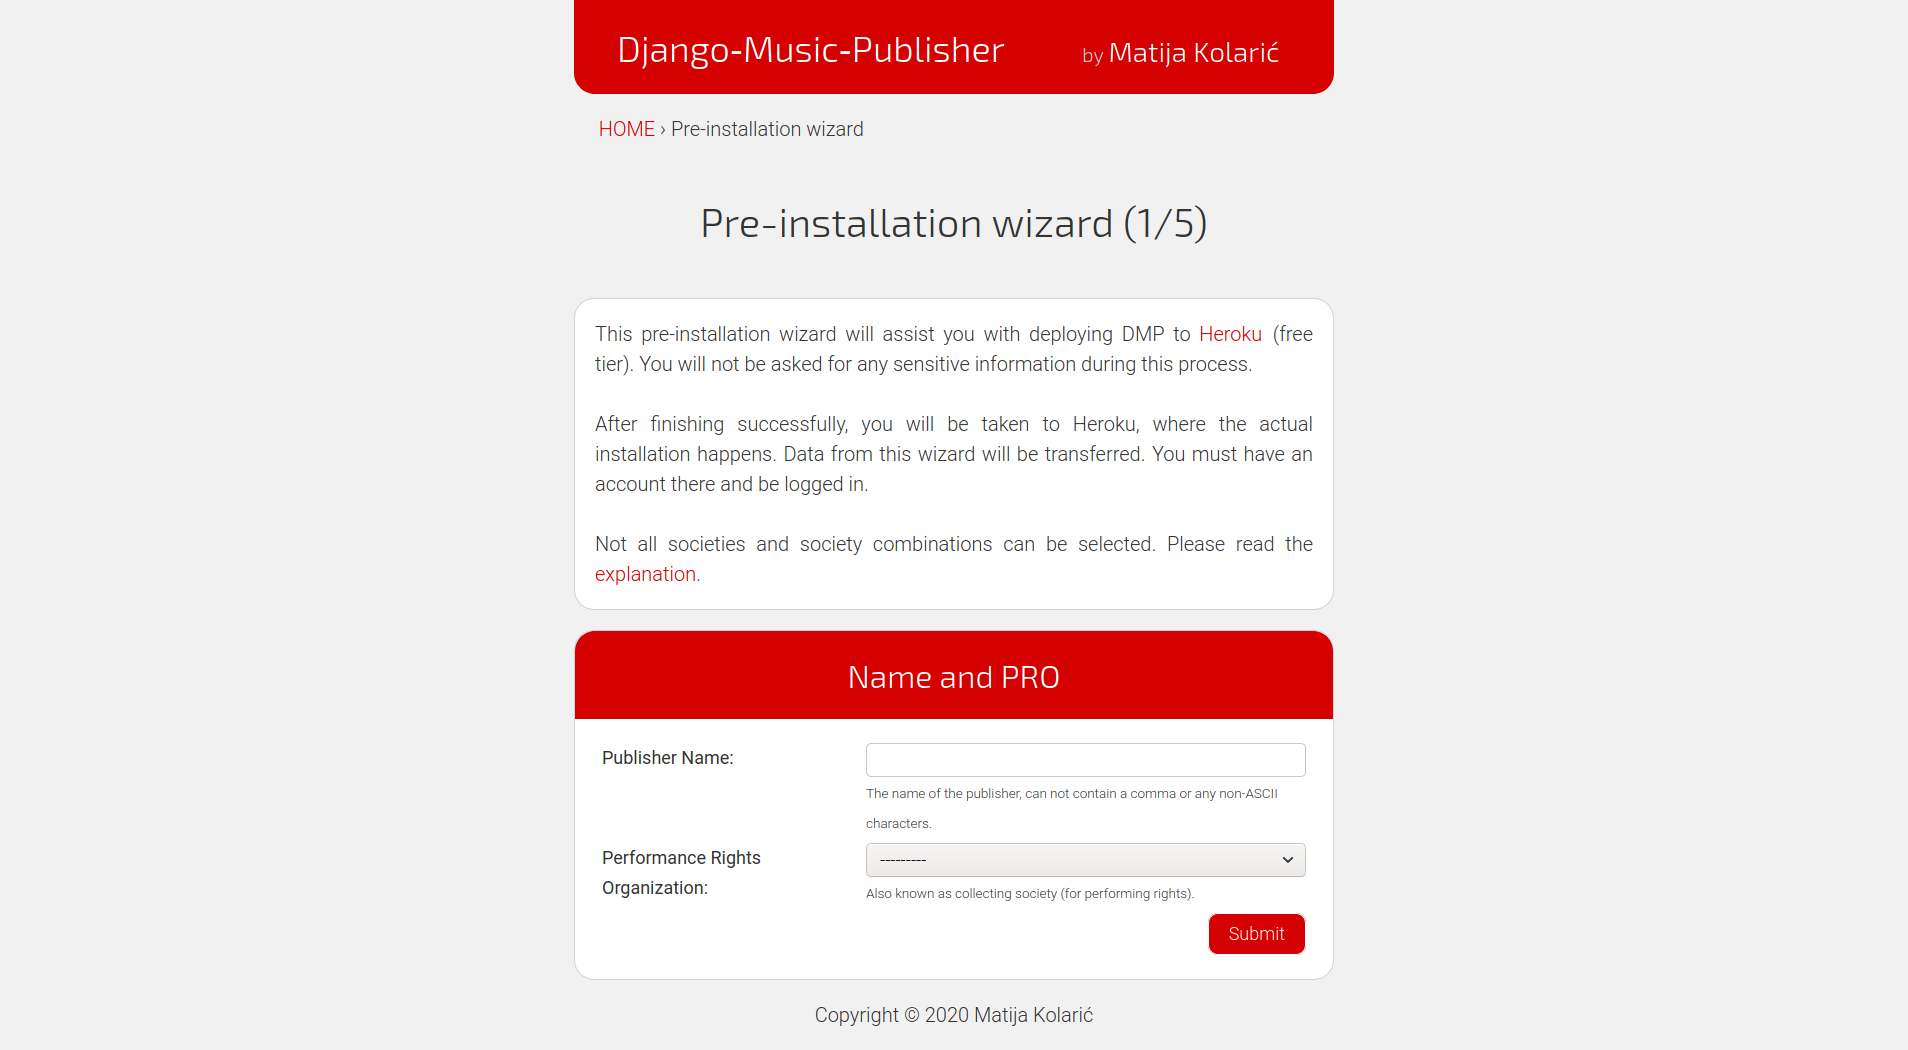 Django-Music-Publisher by Matija Kolarić
HOME › Pre-installation wizard
Pre-installation wizard (1/5)
This pre-installation wizard will assist you with deploying DMP to Heroku (free
tier). You will not be asked for any sensitive information during this process.
After finishing successfully, you will be taken to Heroku, where the actual
installation happens. Data from this wizard will be transferred. You must have an
account there and be logged in.
Not all societies and society combinations can be selected. Please read the
explanation.
Name and PRO
Publisher Name:
The name of the publisher, can not contain a comma or any non-ASCII
characters.
Performance Rights
Organization:
---------
Also known as collecting society (for performing rights).
Submit
Copyright © 2020 Matija Kolarić